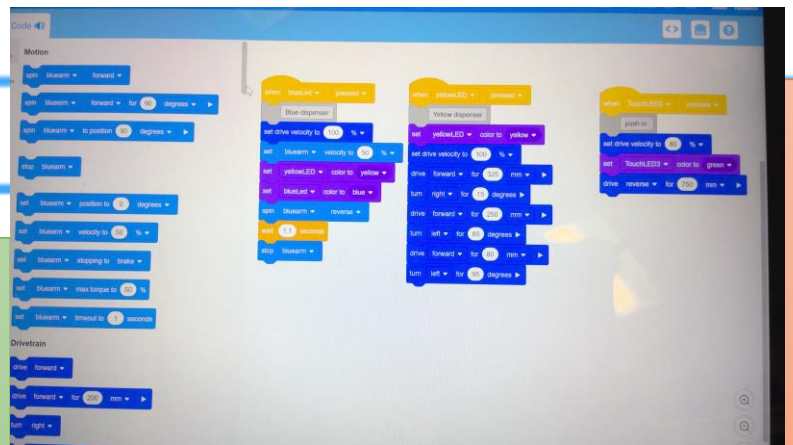 Code
Motion
spin bluearm forward
spin bluearm forward for 90 degrees
spin bluearm to position 90 degrees
stop bluearm
set bluearm position to 0 degrees
set bluearm velocity to 50 %
set bluearm stopping to brake
set bluearm max torque to 50 %
set bluearm timeout to 1 seconds
Drivetrain
drive forward
drive forward for 200 mm
turn right
when blueLed pressed
Blue dispenser
set drive velocity to 100 %
set bluearm velocity to 50 %
set yellowLED color to yellow
set blueLed color to blue
spin bluearm reverse
wait 1.1 seconds
stop bluearm
when yellowLED pressed
Yellow dispenser
set yellowLED color to yellow
set drive velocity to 100 %
drive forward for 325 mm
turn right for 15 degrees
drive forward for 250 mm
turn left for degrees
drive forward for mm
turn left for degrees
when TouchLED3 pressed
push in
set drive velocity to %
set TouchLED3 color to green
drive reverse for 750 mm